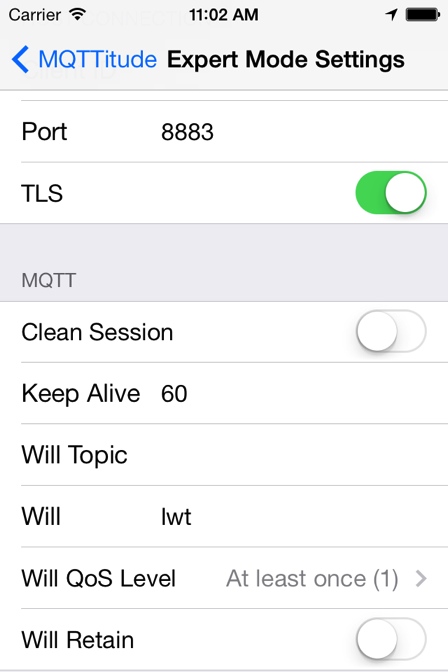 Carrier 11:02 AM
MQTTitude Expert Mode Settings
Port 8883
TLS
MQTT
Clean Session
Keep Alive 60
Will Topic
Will lwt
Will QoS Level At least once (1)
Will Retain